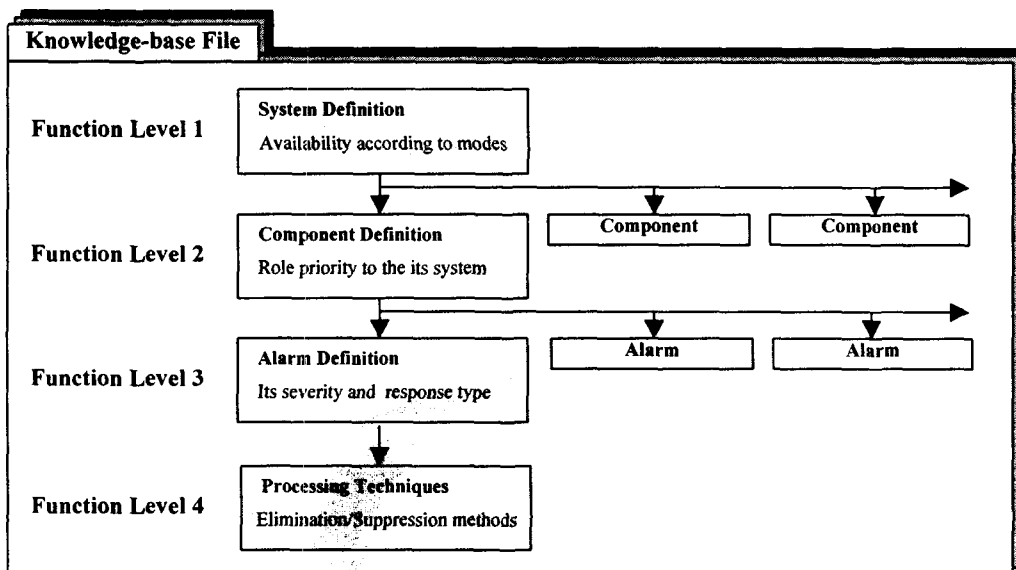 Knowledge-base File
Function Level 1
System Definition
Availability according to modes
Function Level 2
Component Definition
Role priority to the its system
Component
Component
Function Level 3
Alarm Definition
Its severity and response type
Alarm
Alarm
Function Level 4
Processing Techniques
Elimination/Suppression methods